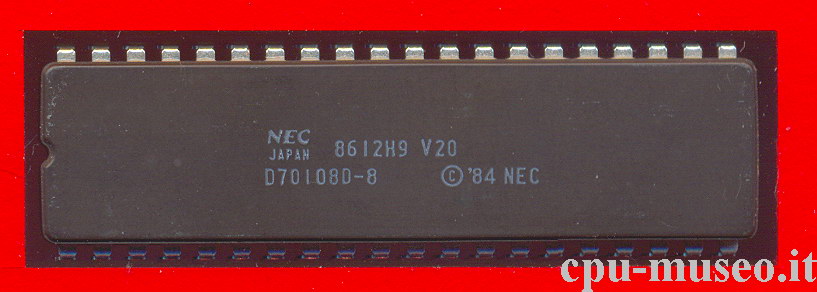 NEC
JAPAN 8612H9 V20
D70108D-8 © '84 NEC
cpu-museo.it